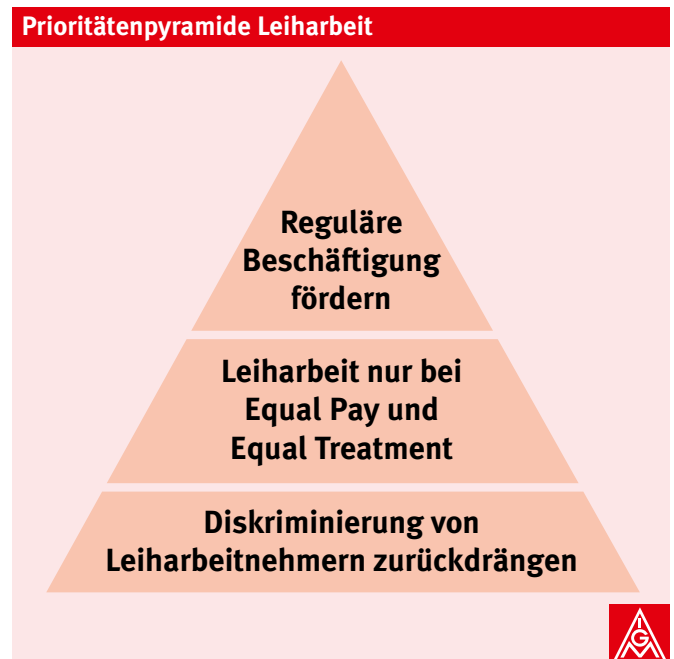 Prioritätenpyramide Leiharbeit
Reguläre
Beschäftigung
fördern
Leiharbeit nur bei
Equal Pay und
Equal Treatment
Diskriminierung von
Leiharbeitnehmern zurückdrängen
IGM